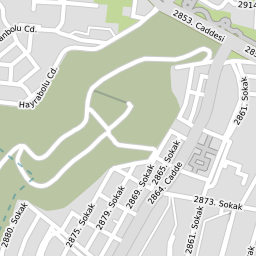 2914
2853. Caddesi
anbolu Cd.
Hayrabolu Cd.
2861. Sokak
2865. Sokak
2864. Cadde
2869. Sokak
2873. Sokak
2879. Sokak
2875. Sokak
2880. Sokak
2861. Sokak